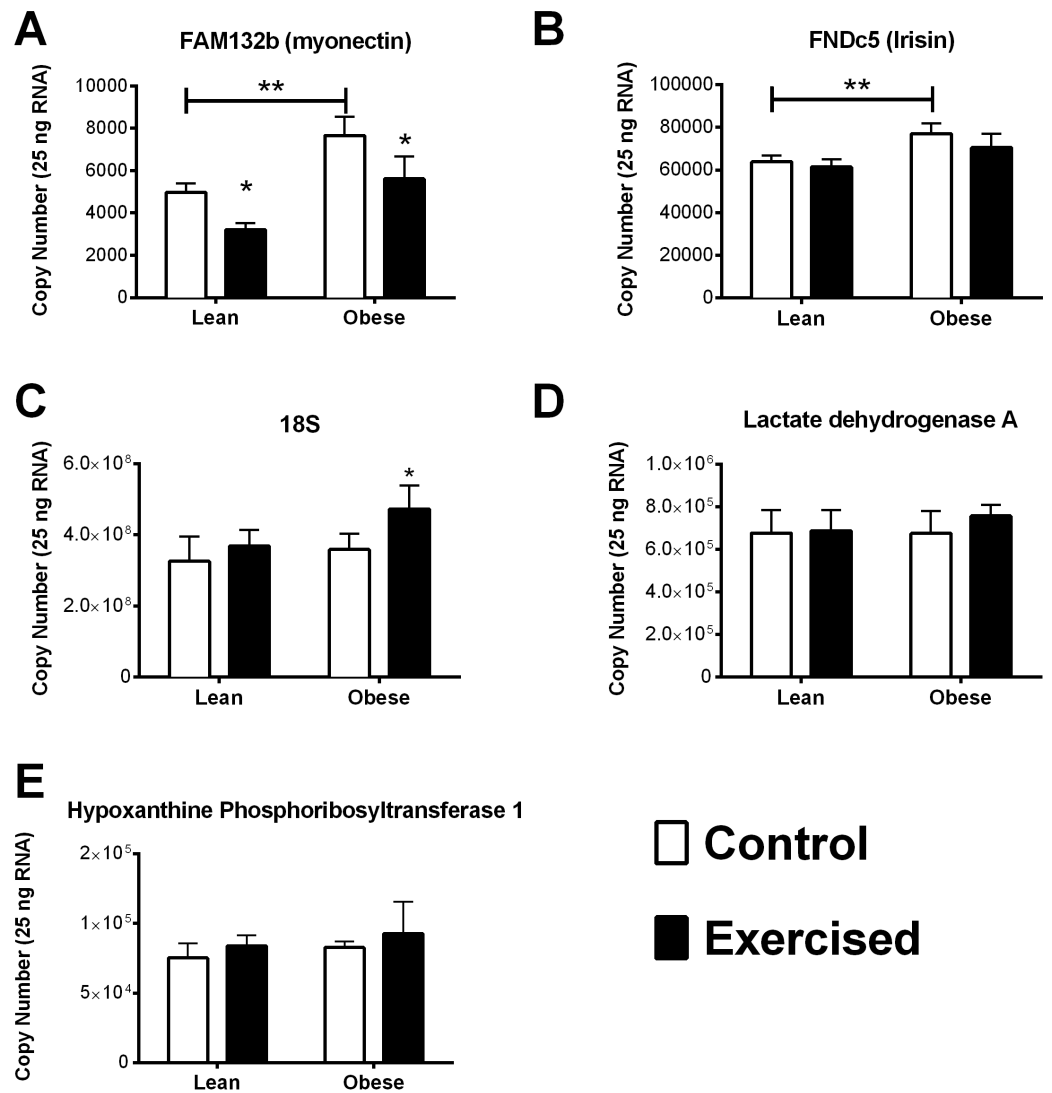 A
FAM132b (myonectin)
Copy Number (25 ng RNA)
10000
8000
6000
4000
2000
0
**
*
*
Lean
Obese
B
FNDc5 (Irisin)
Copy Number (25 ng RNA)
100000
80000
60000
40000
20000
0
**
Lean
Obese
C
18S
Copy Number (25 ng RNA)
6.0×10⁸
4.0×10⁸
2.0×10⁸
0
*
Lean
Obese
D
Lactate dehydrogenase A
Copy Number (25 ng RNA)
1.0×10⁶
8.0×10⁵
6.0×10⁵
4.0×10⁵
2.0×10⁵
0
Lean
Obese
E
Hypoxanthine Phosphoribosyltransferase 1
Copy Number (25 ng RNA)
2×10⁵
1×10⁵
5×10⁴
0
Lean
Obese
Control
Exercised